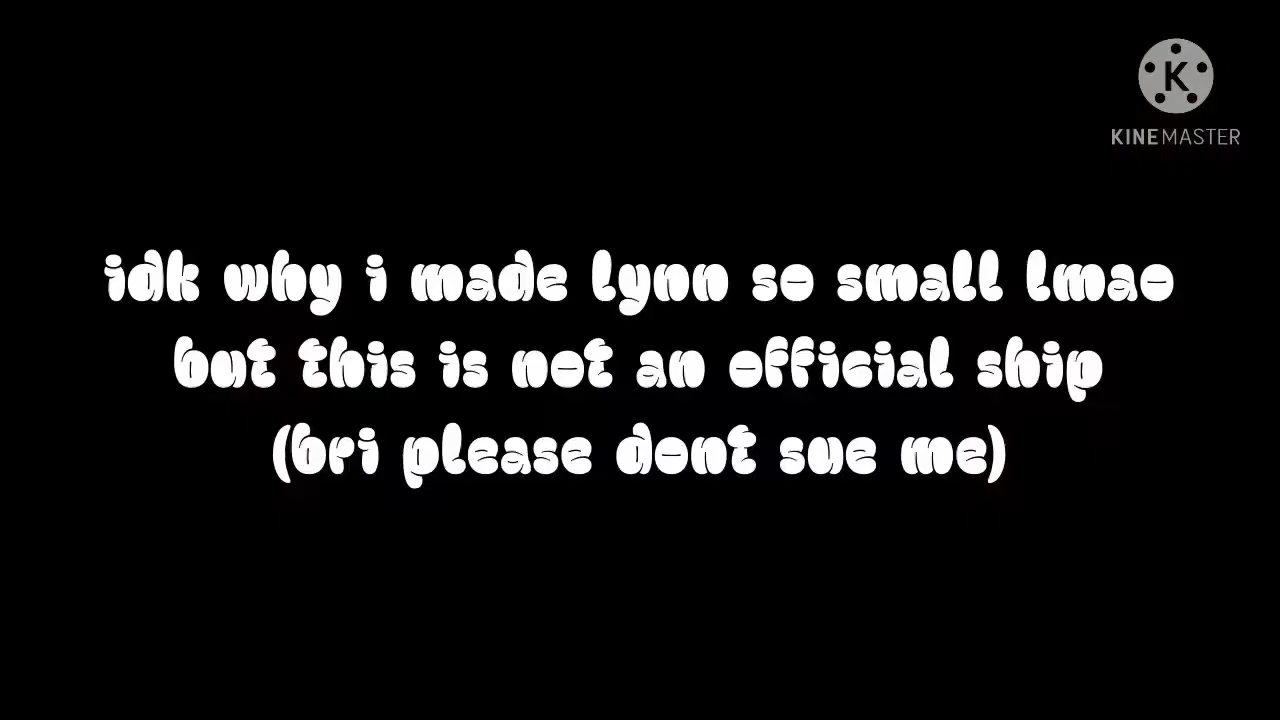 K
KINEMASTER
idk why i made lynn so small lmao
but this is not an official ship
(bri please dont sue me)